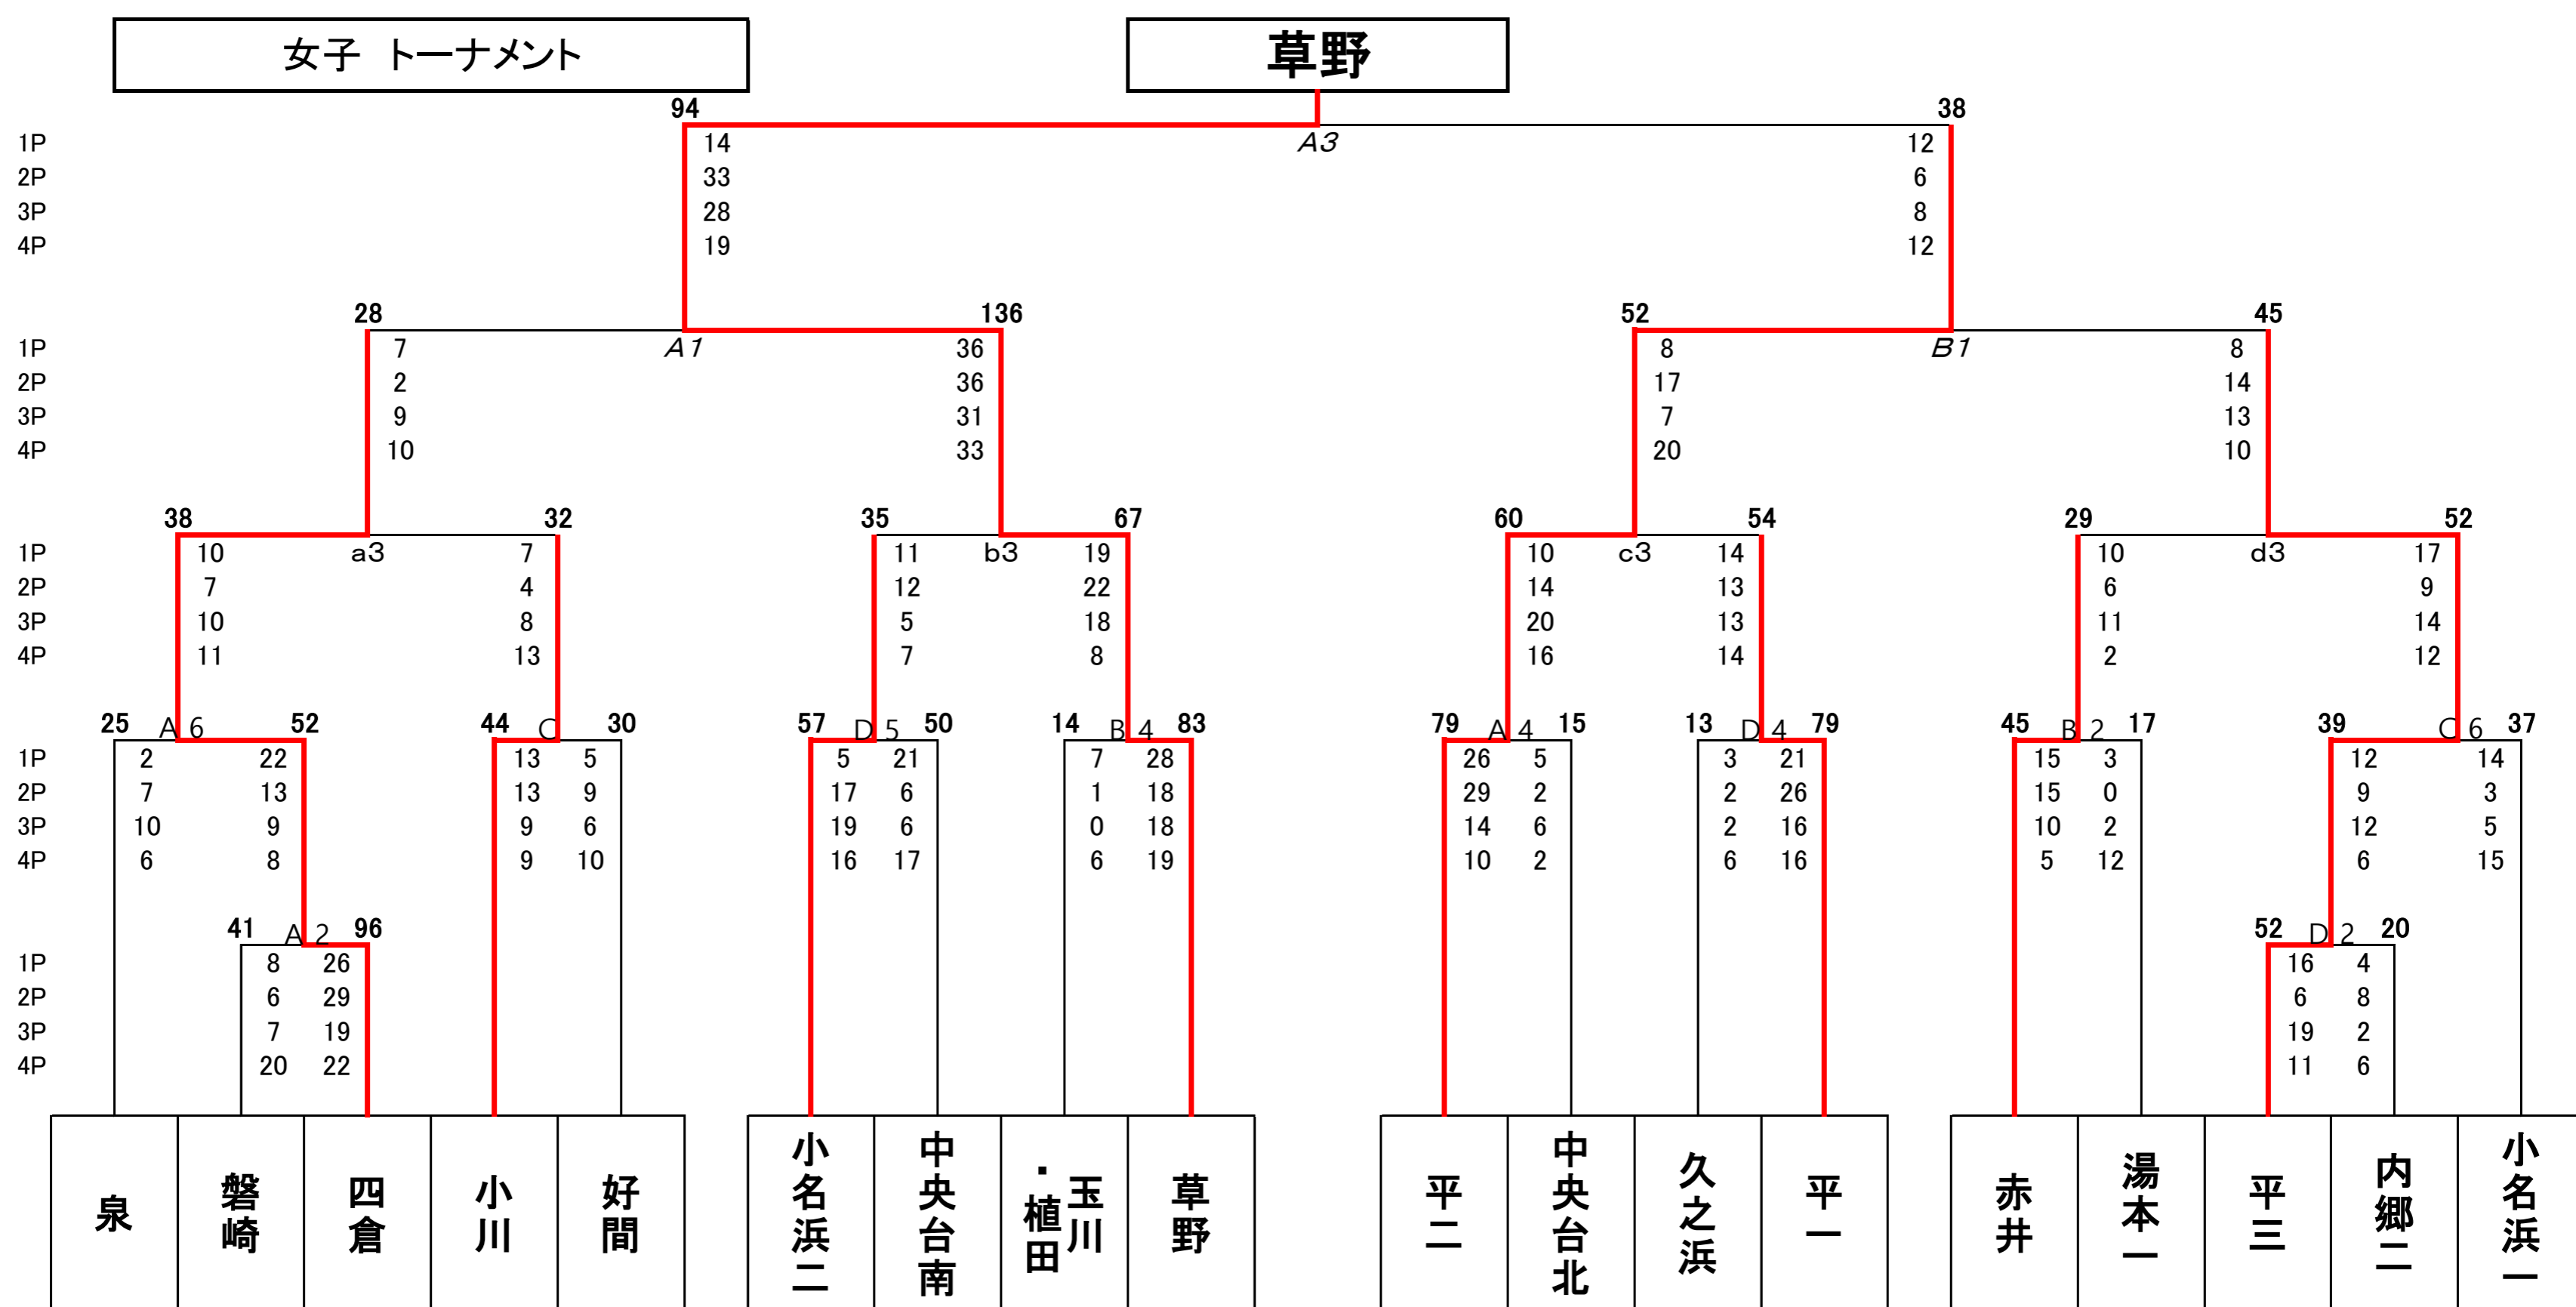 女子　トーナメント
草野
94 38
1P 14 A3 12
2P 33 6
3P 28 8
4P 19 12
28 136 52 45
1P 7 A1 36 8 B1 8
2P 2 36 17 14
3P 9 31 7 13
4P 10 33 20 10
38 32 35 67 60 54 29 52
1P 10 a3 7 11 b3 19 10 c3 14 10 d3 17
2P 7 4 12 22 14 13 6 9
3P 10 8 5 18 20 13 11 14
4P 11 13 7 8 16 14 2 12
25 A 6 52 44 C 30 57 D 5 50 14 B 4 83 79 A 4 15 13 D 4 79 45 B 2 17 39 C 6 37
1P 2 22 13 5 5 21 7 28 26 5 3 21 15 3 12 14
2P 7 13 13 9 17 6 1 18 29 2 2 26 15 0 9 3
3P 10 9 9 6 19 6 0 18 14 6 2 16 10 2 12 5
4P 6 8 9 10 16 17 6 19 10 2 6 16 5 12 6 15
41 A 2 96 52 D 2 20
1P 8 26 16 4
2P 6 29 6 8
3P 7 19 19 2
4P 20 22 11 6
泉
磐崎
四倉
小川
好間
小名浜二
中央台南
玉川
・植田
草野
平二
中央台北
久之浜
平一
赤井
湯本一
平三
内郷二
小名浜一